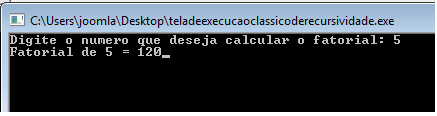 C:\Users\joomla\Desktop\teladeexecucaoclassicoderecursividade.exe
Digite o numero que deseja calcular o fatorial: 5
Fatorial de 5 = 120_